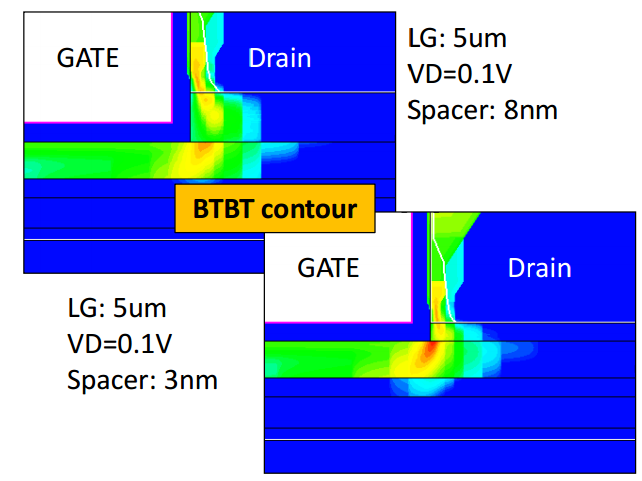 GATE
Drain
LG: 5um
VD=0.1V
Spacer: 8nm
BTBT contour
GATE
Drain
LG: 5um
VD=0.1V
Spacer: 3nm